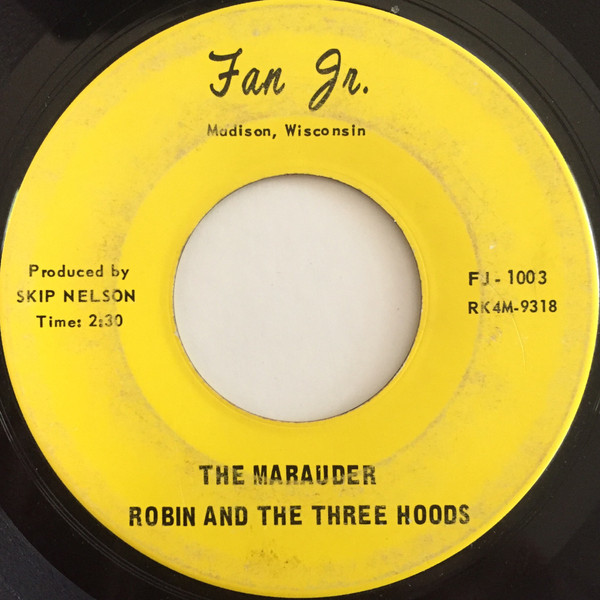 Fan Jr.
Madison, Wisconsin
Produced by
SKIP NELSON
Time: 2:30
FJ - 1003
RK4M-9318
THE MARAUDER
ROBIN AND THE THREE HOODS